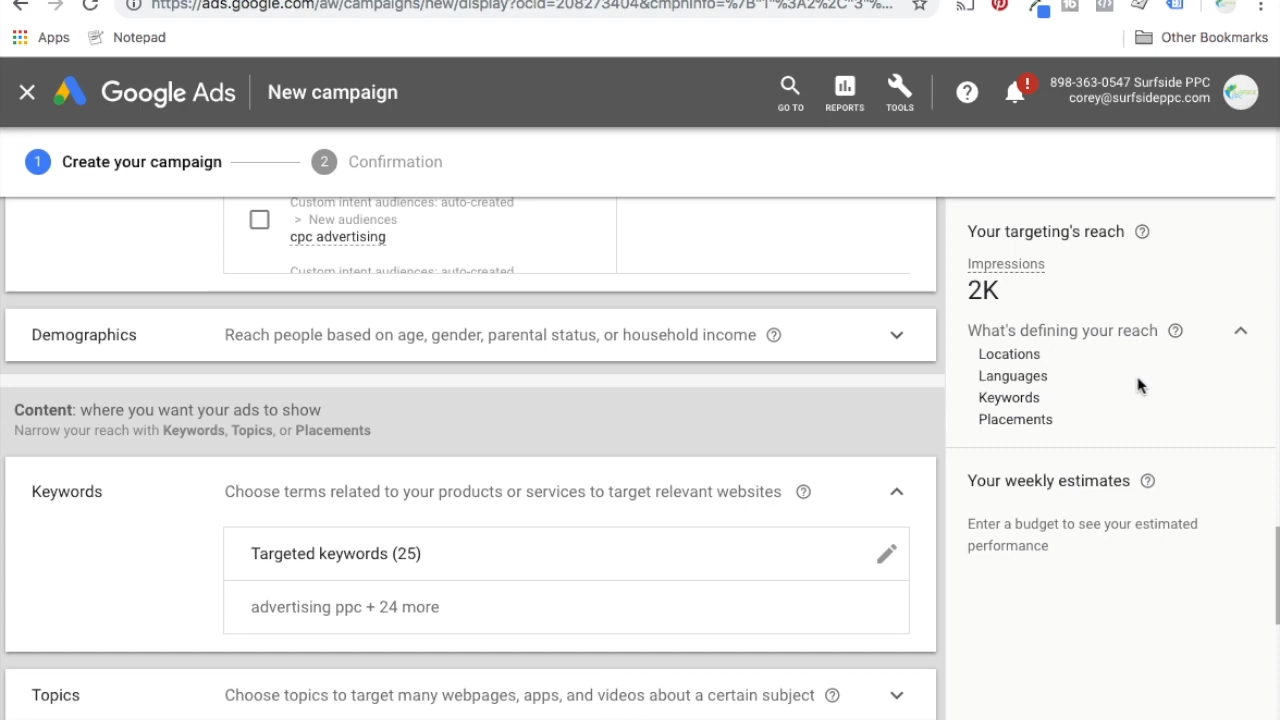 https://ads.google.com/aw/campaigns/new/display?ocid=208273404&cmpnInfo=%7B"1"%3A2%2C"3"%...
Apps
Notepad
Other Bookmarks
Google Ads
New campaign
GO TO
REPORTS
TOOLS
898-363-0547 Surfside PPC
corey@surfsideppc.com
1 Create your campaign
2 Confirmation
Custom intent audiences: auto-created
> New audiences
cpc advertising
Custom intent audiences: auto-created
Demographics
Reach people based on age, gender, parental status, or household income
Content: where you want your ads to show
Narrow your reach with Keywords, Topics, or Placements
Keywords
Choose terms related to your products or services to target relevant websites
Targeted keywords (25)
advertising ppc + 24 more
Topics
Choose topics to target many webpages, apps, and videos about a certain subject
Your targeting's reach
Impressions
2K
What's defining your reach
Locations
Languages
Keywords
Placements
Your weekly estimates
Enter a budget to see your estimated
performance